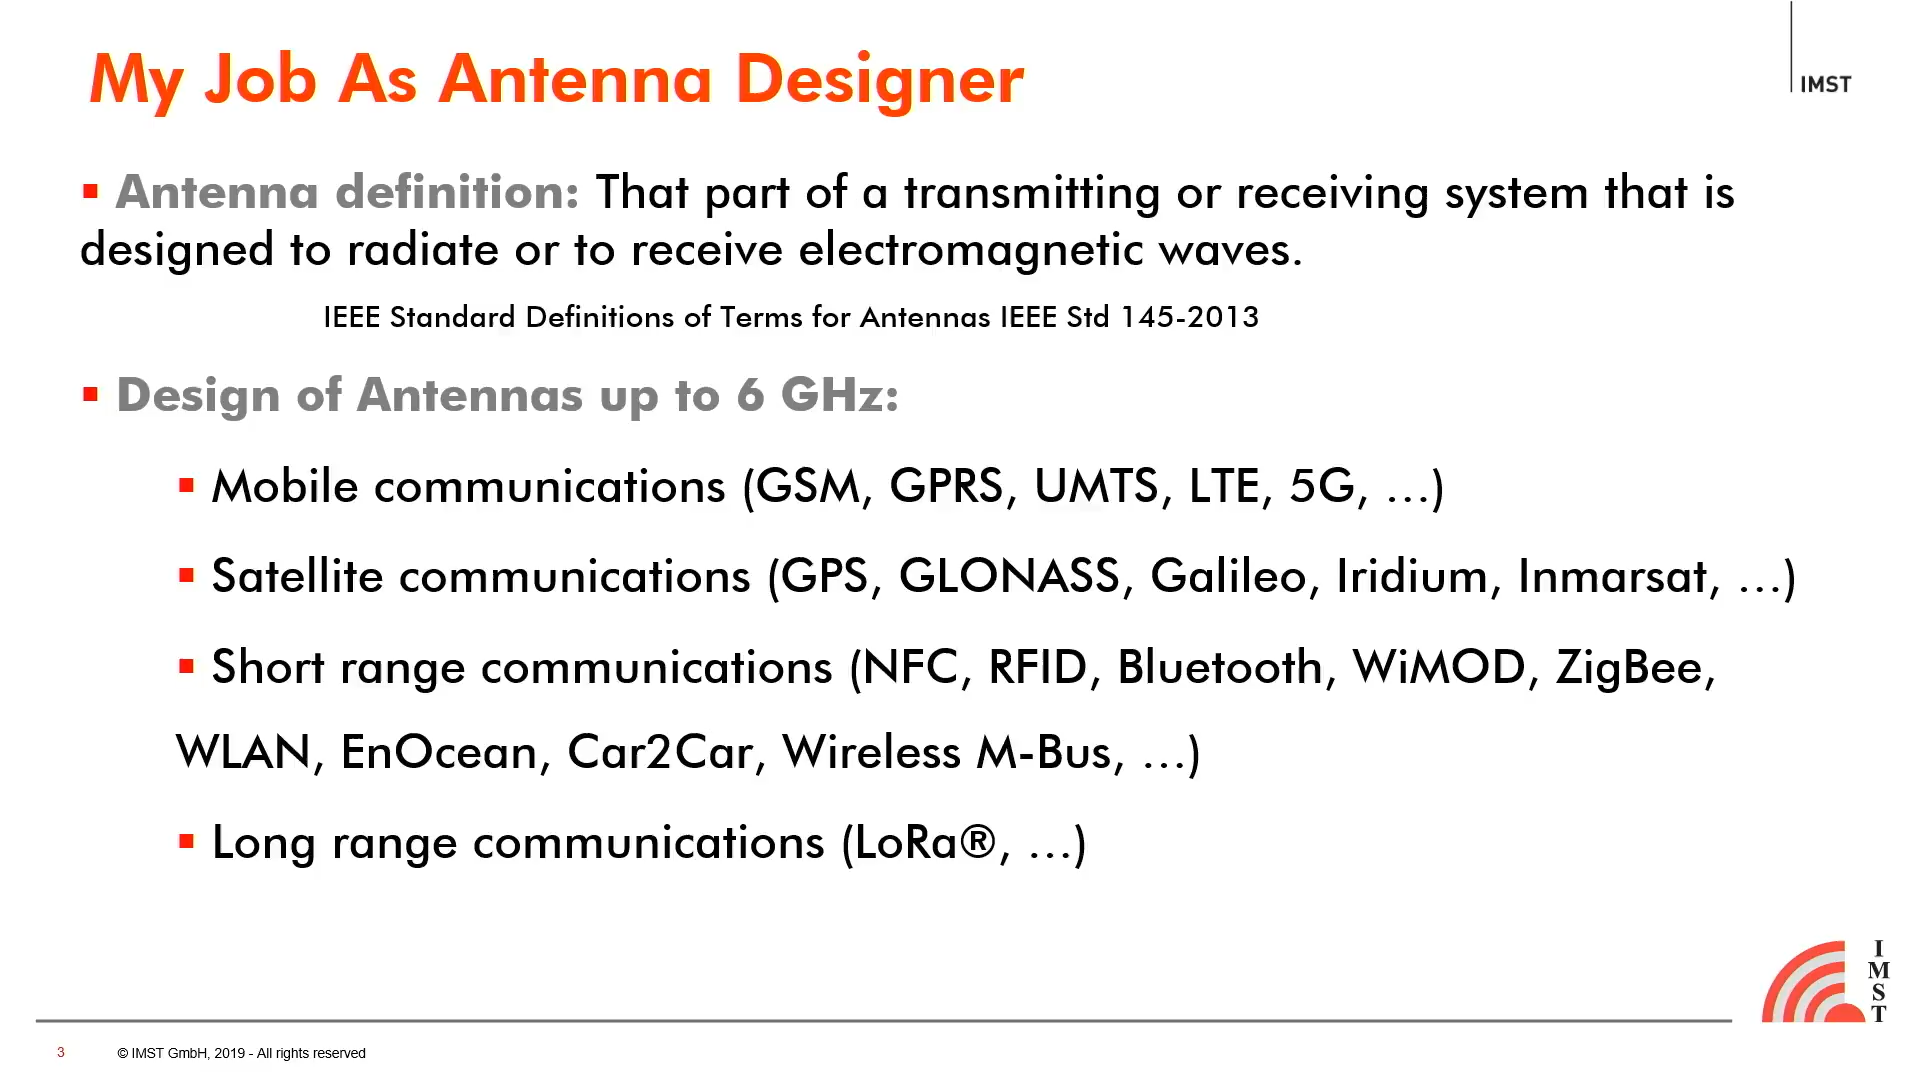 My Job As Antenna Designer
IMST
▪ Antenna definition: That part of a transmitting or receiving system that is
designed to radiate or to receive electromagnetic waves.
IEEE Standard Definitions of Terms for Antennas IEEE Std 145-2013
▪ Design of Antennas up to 6 GHz:
▪ Mobile communications (GSM, GPRS, UMTS, LTE, 5G, …)
▪ Satellite communications (GPS, GLONASS, Galileo, Iridium, Inmarsat, …)
▪ Short range communications (NFC, RFID, Bluetooth, WiMOD, ZigBee,
WLAN, EnOcean, Car2Car, Wireless M-Bus, …)
▪ Long range communications (LoRa®, …)
I
M
S
T
3 © IMST GmbH, 2019 - All rights reserved